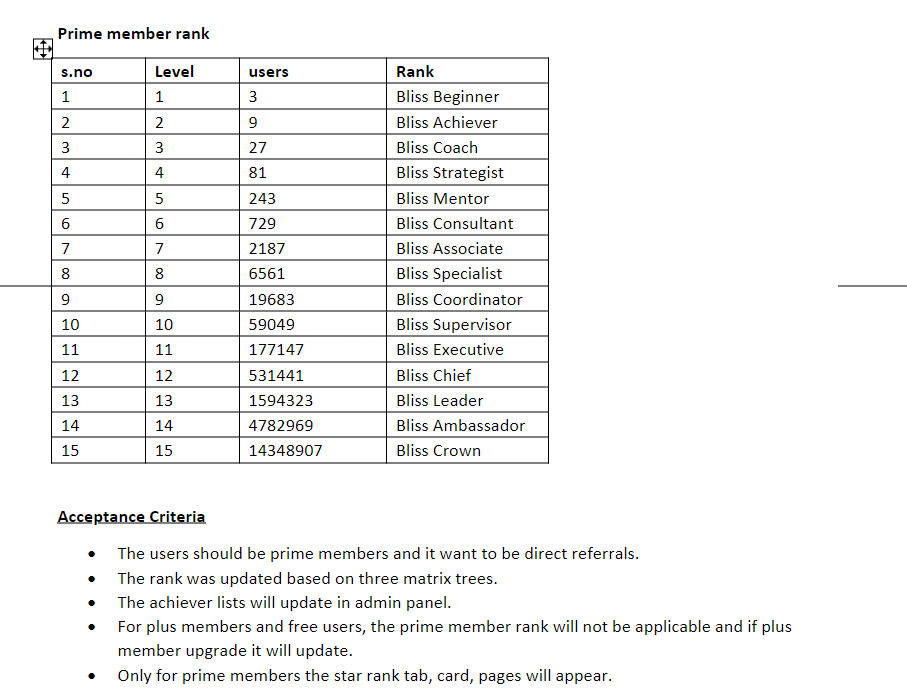 Prime member rank
s.no Level users Rank
1 1 3 Bliss Beginner
2 2 9 Bliss Achiever
3 3 27 Bliss Coach
4 4 81 Bliss Strategist
5 5 243 Bliss Mentor
6 6 729 Bliss Consultant
7 7 2187 Bliss Associate
8 8 6561 Bliss Specialist
9 9 19683 Bliss Coordinator
10 10 59049 Bliss Supervisor
11 11 177147 Bliss Executive
12 12 531441 Bliss Chief
13 13 1594323 Bliss Leader
14 14 4782969 Bliss Ambassador
15 15 14348907 Bliss Crown
Acceptance Criteria
• The users should be prime members and it want to be direct referrals.
• The rank was updated based on three matrix trees.
• The achiever lists will update in admin panel.
• For plus members and free users, the prime member rank will not be applicable and if plus
member upgrade it will update.
• Only for prime members the star rank tab, card, pages will appear.